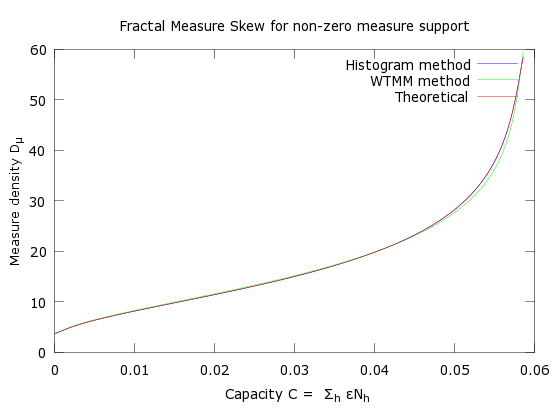 Fractal Measure Skew for non-zero measure support
Histogram method
WTMM method
Theoretical
Measure density Dμ
60
50
40
30
20
10
0
0 0.01 0.02 0.03 0.04 0.05 0.06
Capacity C = Σh εNh